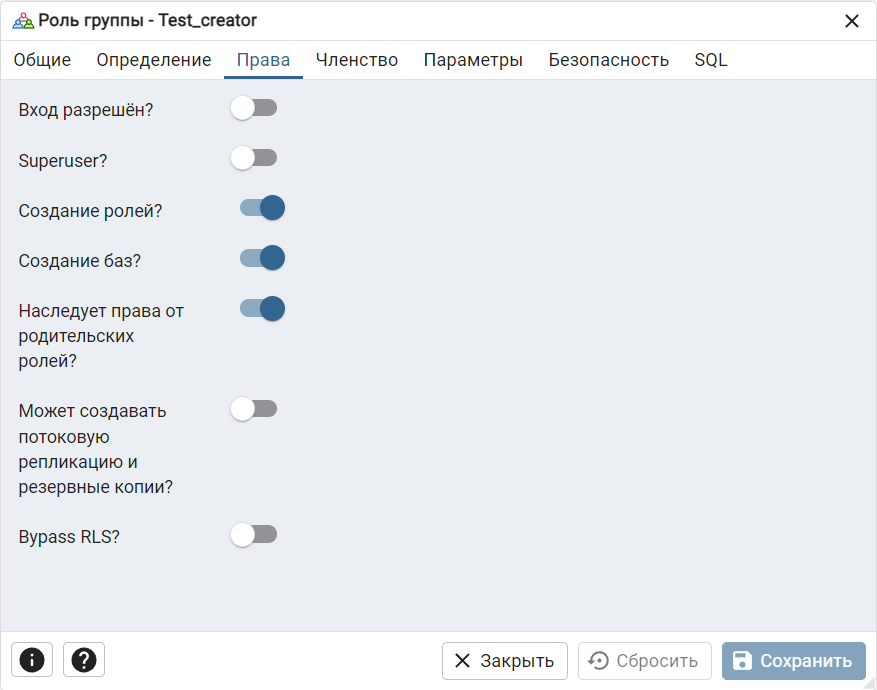 Роль группы - Test_creator
Общие Определение Права Членство Параметры Безопасность SQL
Вход разрешён?
Superuser?
Создание ролей?
Создание баз?
Наследует права от
родительских
ролей?
Может создавать
потоковую
репликацию и
резервные копии?
Bypass RLS?
Закрыть Сбросить Сохранить